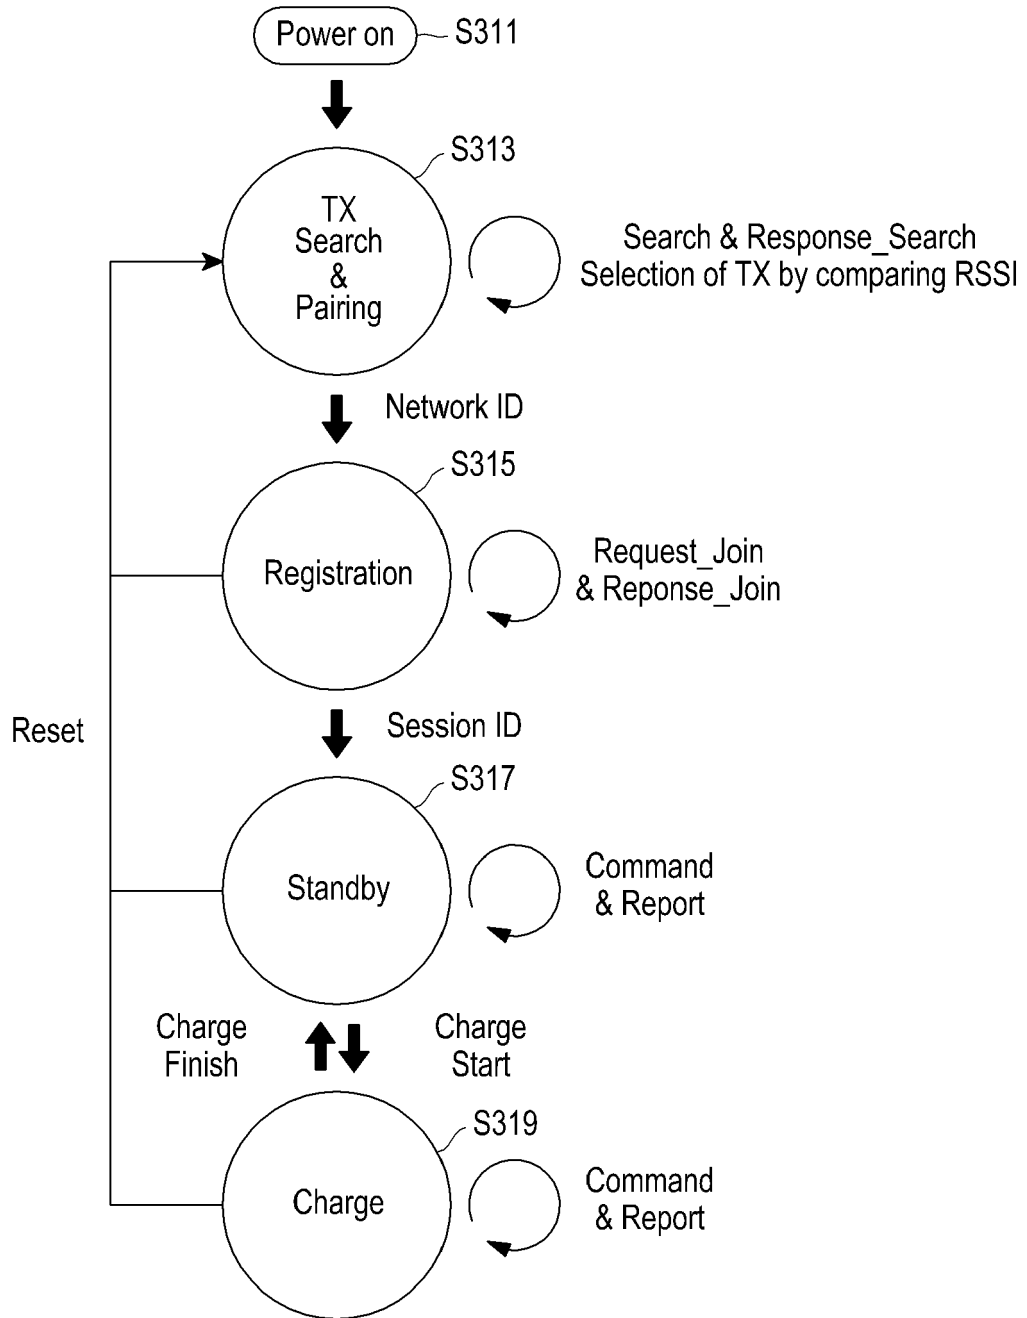 Power on
S311
S313
TX
Search
&
Pairing
Search & Response_Search
Selection of TX by comparing RSSI
Network ID
S315
Registration
Request_Join
& Reponse_Join
Reset
Session ID
S317
Standby
Command
& Report
Charge
Finish
Charge
Start
S319
Charge
Command
& Report